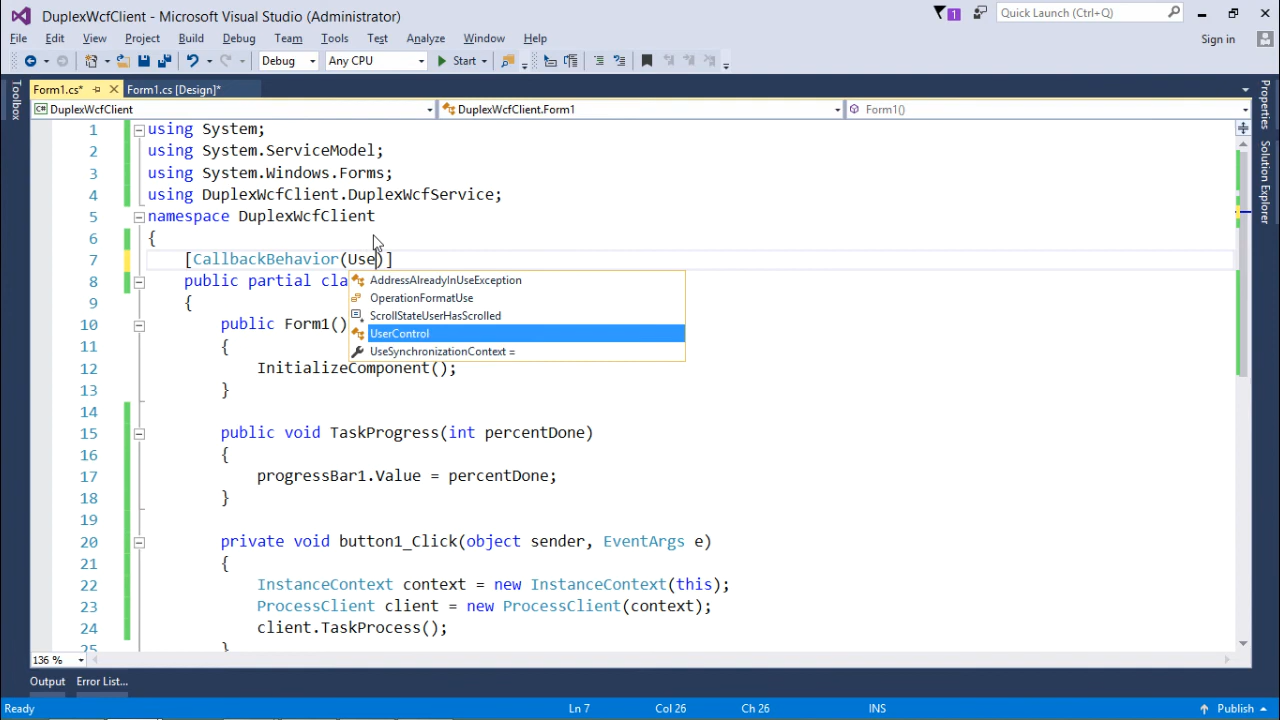 DuplexWcfClient - Microsoft Visual Studio (Administrator)
1
Quick Launch (Ctrl+Q)
File Edit View Project Build Debug Team Tools Test Analyze Window Help
Sign in
Debug Any CPU Start
Form1.cs* Form1.cs [Design]*
DuplexWcfClient DuplexWcfClient.Form1 Form1()
Toolbox
Properties
Solution Explorer
1 using System;
2 using System.ServiceModel;
3 using System.Windows.Forms;
4 using DuplexWcfClient.DuplexWcfService;
5 namespace DuplexWcfClient
6 {
7 [CallbackBehavior(Use)]
8 public partial cla
9 {
10 public Form1()
11 {
12 InitializeComponent();
13 }
14
15 public void TaskProgress(int percentDone)
16 {
17 progressBar1.Value = percentDone;
18 }
19
20 private void button1_Click(object sender, EventArgs e)
21 {
22 InstanceContext context = new InstanceContext(this);
23 ProcessClient client = new ProcessClient(context);
24 client.TaskProcess();
25 }
AddressAlreadyInUseException
OperationFormatUse
ScrollStateUserHasScrolled
UserControl
UseSynchronizationContext =
136 %
Output Error List...
Ready Ln 7 Col 26 Ch 26 INS Publish